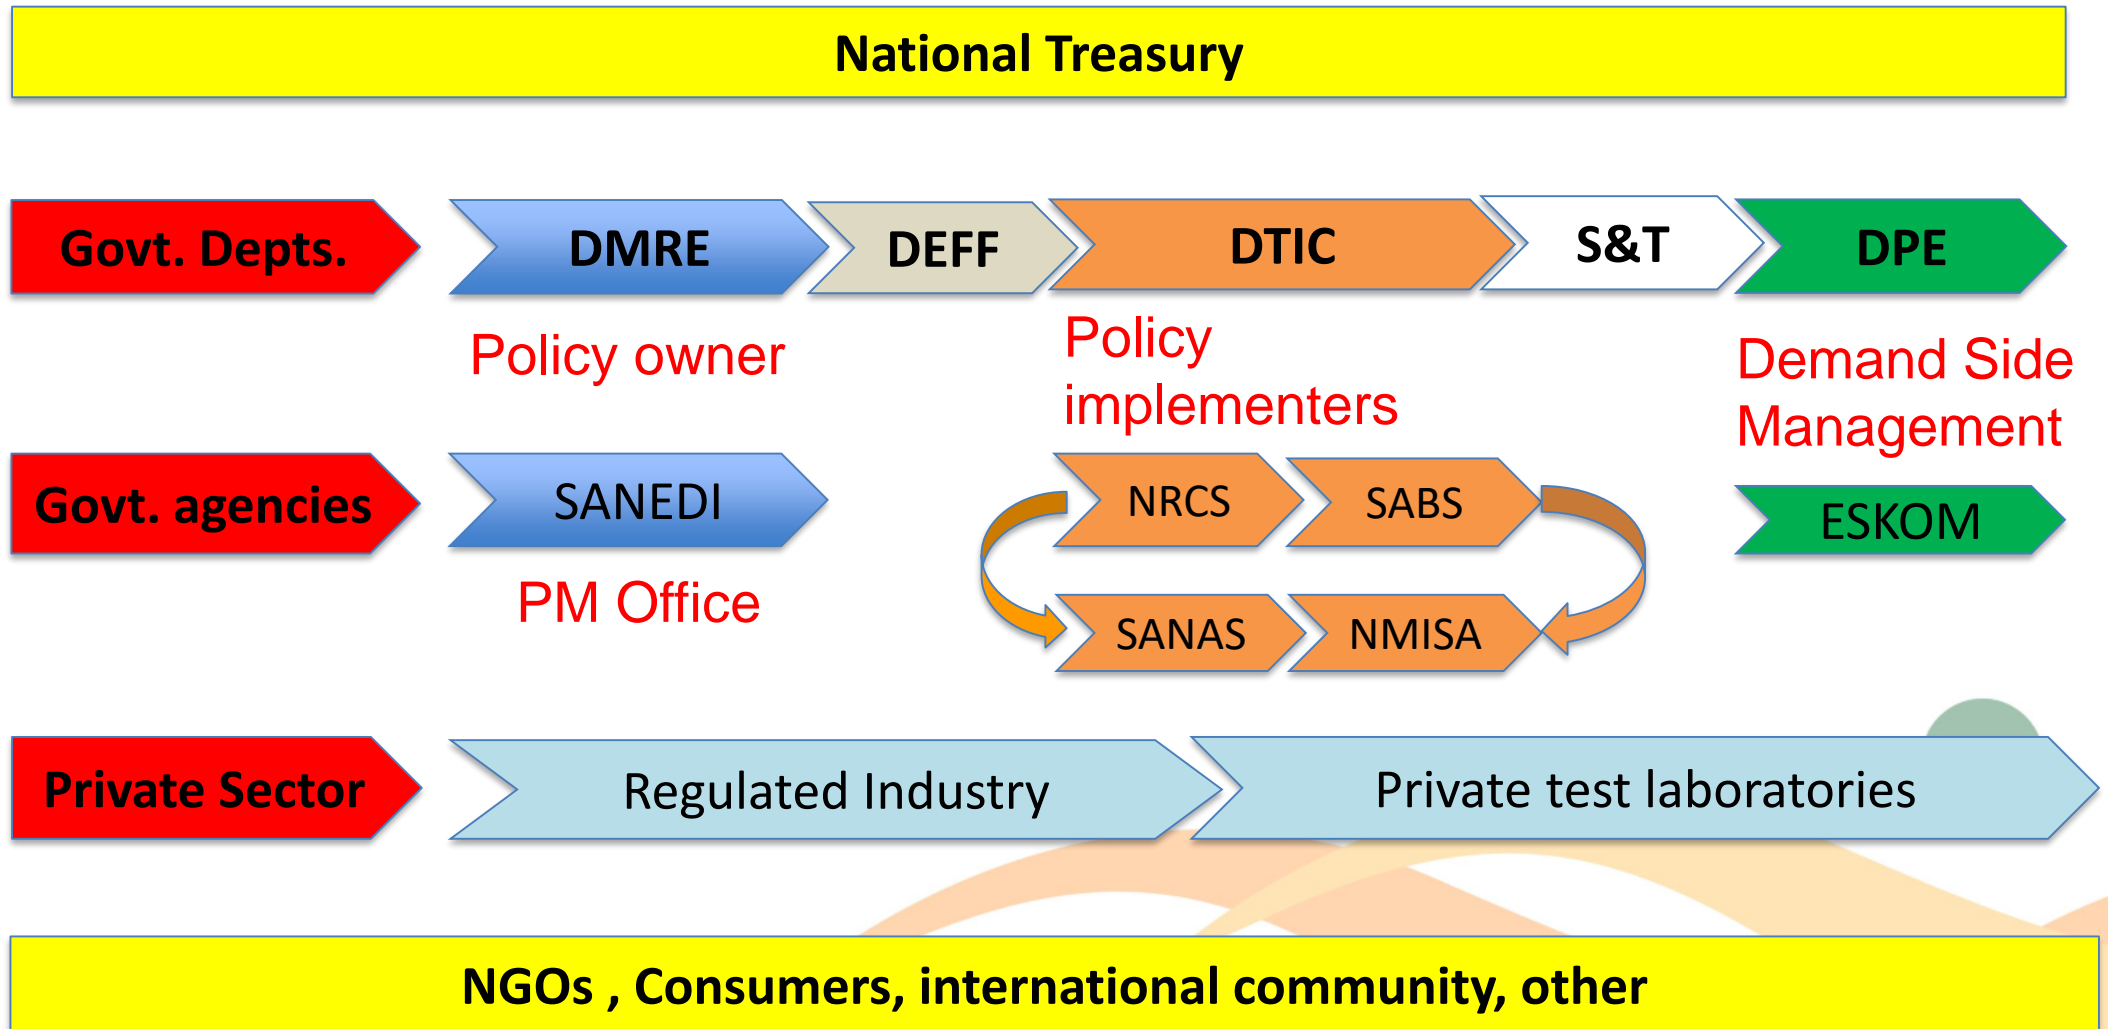 National Treasury
Govt. Depts.
DMRE
DEFF
DTIC
S&T
DPE
Policy owner
Policy
implementers
Demand Side
Management
Govt. agencies
SANEDI
NRCS
SABS
ESKOM
PM Office
SANAS
NMISA
Private Sector
Regulated Industry
Private test laboratories
NGOs , Consumers, international community, other